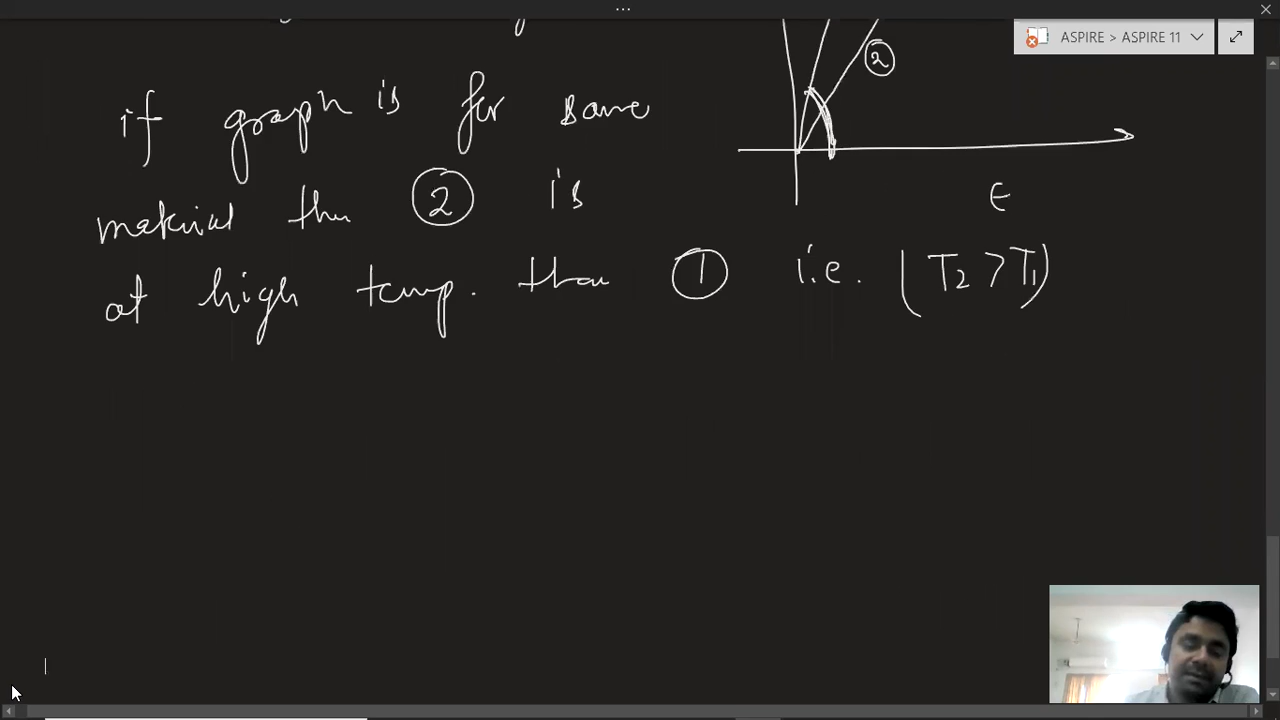 ASPIRE > ASPIRE 11
2
if graph is for same
material then 2 is
at high temp. than 1 i.e. (T2 > T1)
E